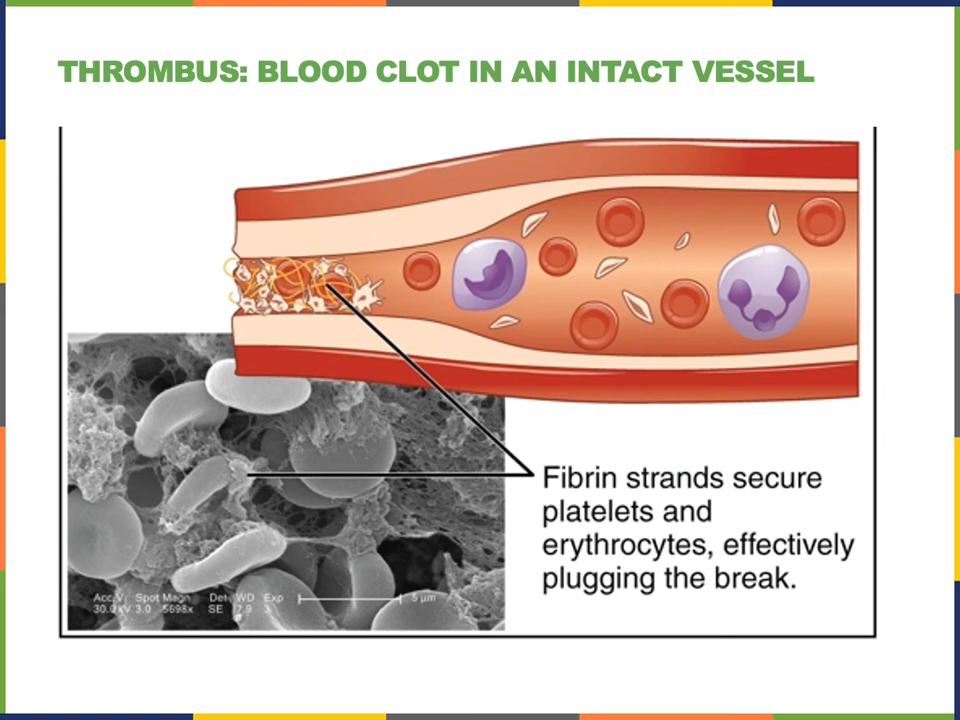 THROMBUS: BLOOD CLOT IN AN INTACT VESSEL
Fibrin strands secure
platelets and
erythrocytes, effectively
plugging the break.
Acc.V Spot Magn Det WD Exp
30.0 kV 3.0 5698x SE 7.9 3 5 µm